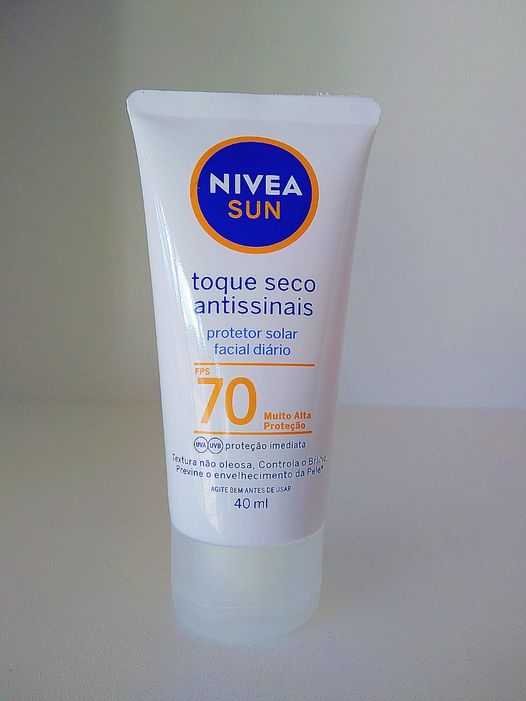 NIVEA
SUN
toque seco
antissinais
protetor solar
facial diário
FPS
70
Muito Alta
Proteção
UVA UVB proteção imediata
Textura não oleosa, Controla o Brilho,
Previne o envelhecimento da Pele*
AGITE BEM ANTES DE USAR
40 ml